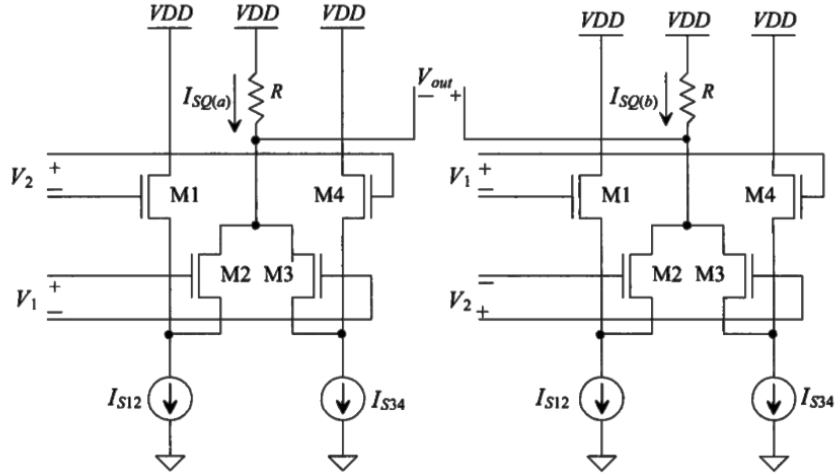 VDD VDD VDD VDD VDD VDD
I_SQ(a) R V_out I_SQ(b) R
− +
+ +
V_2 M1 M4 V_1 M1 M4
− −
+ M2 M3 − M2 M3
V_1 V_2
− +
I_S12 I_S34 I_S12 I_S34